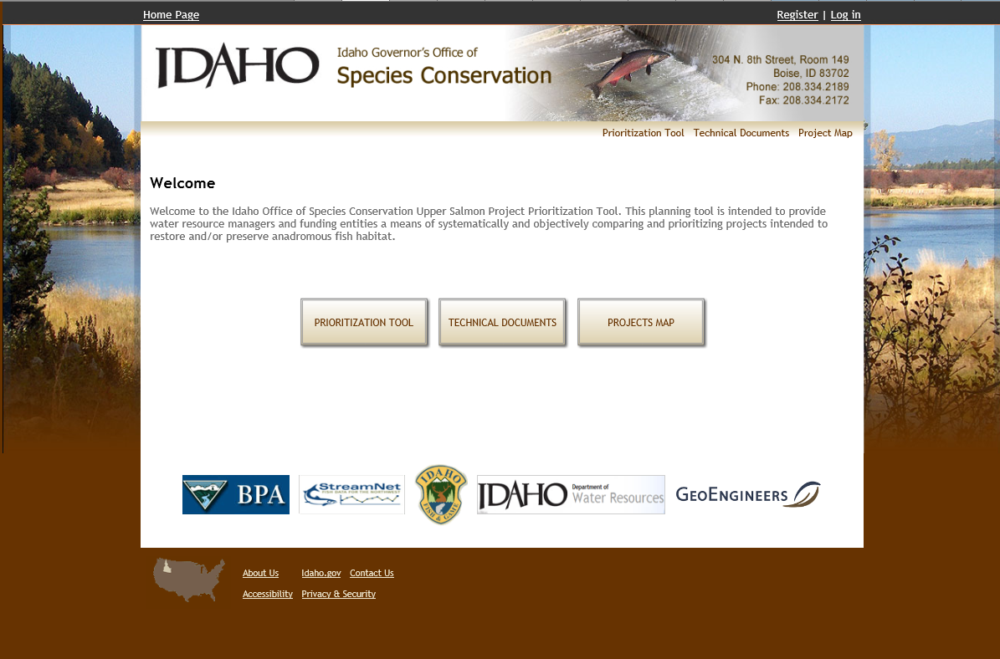 Home Page
Register | Log in
IDAHO
Idaho Governor's Office of
Species Conservation
304 N. 8th Street, Room 149
Boise, ID 83702
Phone: 208.334.2189
Fax: 208.334.2172
Prioritization Tool Technical Documents Project Map
Welcome
Welcome to the Idaho Office of Species Conservation Upper Salmon Project Prioritization Tool. This planning tool is intended to provide
water resource managers and funding entities a means of systematically and objectively comparing and prioritizing projects intended to
restore and/or preserve anadromous fish habitat.
PRIORITIZATION TOOL TECHNICAL DOCUMENTS PROJECTS MAP
BPA
StreamNet
FISH DATA FOR THE NORTHWEST
IDAHO
FISH & GAME
IDAHO
Department of
Water Resources
GEOENGINEERS
About Us Idaho.gov Contact Us
Accessibility Privacy & Security